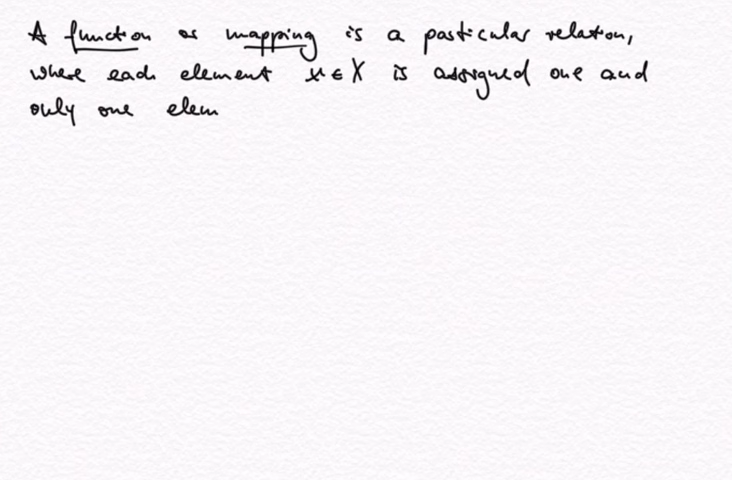 A function or mapping is a particular relation,
where each element x ∈ X is assigned one and
only one elem